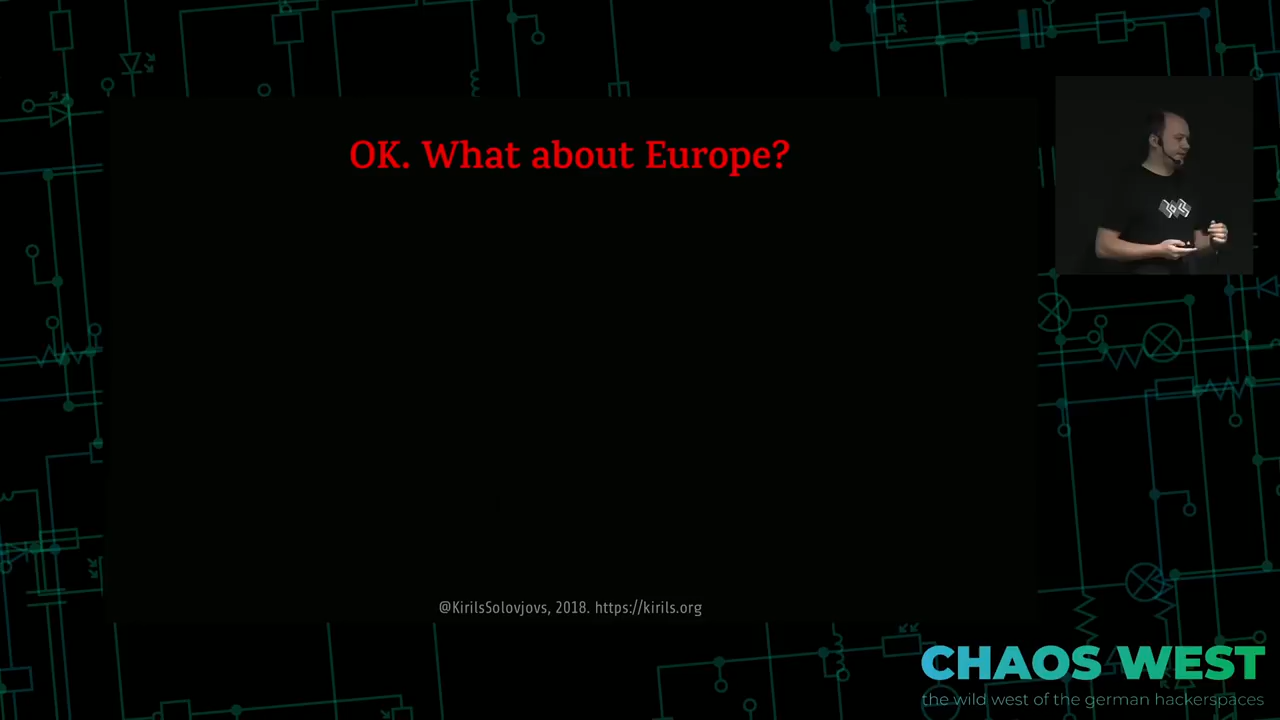 OK. What about Europe?
@KirilsSolovjovs, 2018. https://kirils.org
CHAOS WEST
the wild west of the german hackerspaces